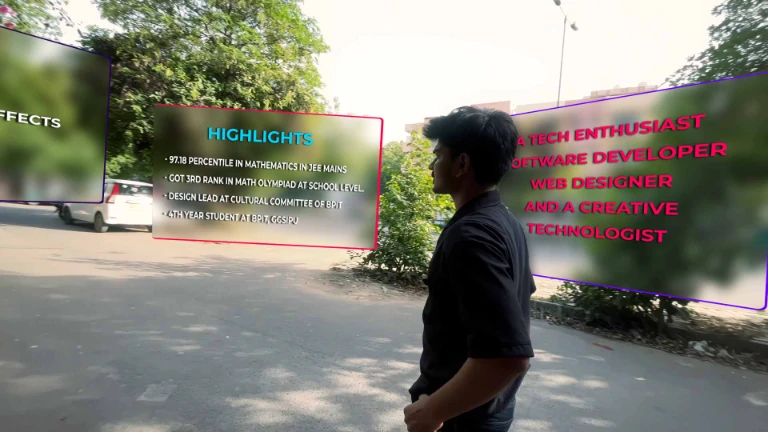 FFECTS
HIGHLIGHTS
• 97.18 PERCENTILE IN MATHEMATICS IN JEE MAINS
• GOT 3RD RANK IN MATH OLYMPIAD AT SCHOOL LEVEL.
• DESIGN LEAD AT CULTURAL COMMITTEE OF BPIT
• 4TH YEAR STUDENT AT BPIT, GGSIPU
A TECH ENTHUSIAST
SOFTWARE DEVELOPER
WEB DESIGNER
AND A CREATIVE
TECHNOLOGIST